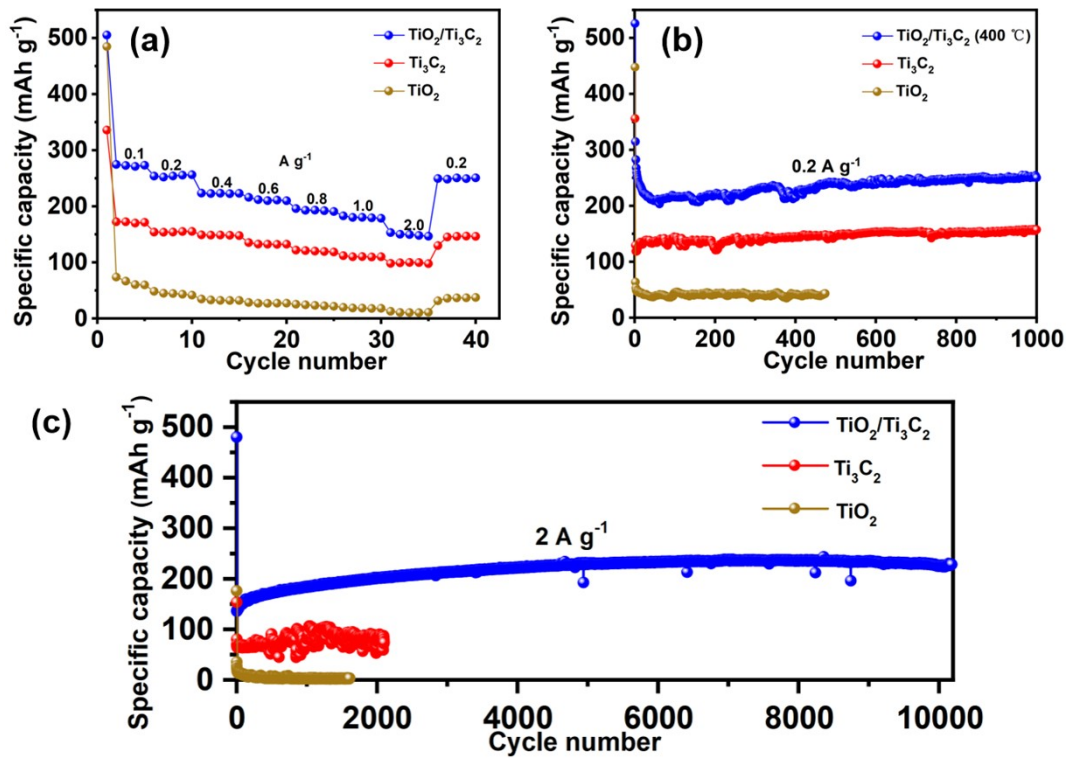 (a)
TiO₂/Ti₃C₂
Ti₃C₂
TiO₂
0.1
0.2
0.4
A g⁻¹
0.6
0.8
1.0
2.0
0.2
500
400
300
200
100
0
Specific capacity (mAh g⁻¹)
0 10 20 30 40
Cycle number
(b)
TiO₂/Ti₃C₂ (400 ℃)
Ti₃C₂
TiO₂
0.2 A g⁻¹
500
400
300
200
100
0
Specific capacity (mAh g⁻¹)
0 200 400 600 800 1000
Cycle number
(c)
TiO₂/Ti₃C₂
Ti₃C₂
TiO₂
2 A g⁻¹
500
400
300
200
100
0
Specific capacity (mAh g⁻¹)
0 2000 4000 6000 8000 10000
Cycle number